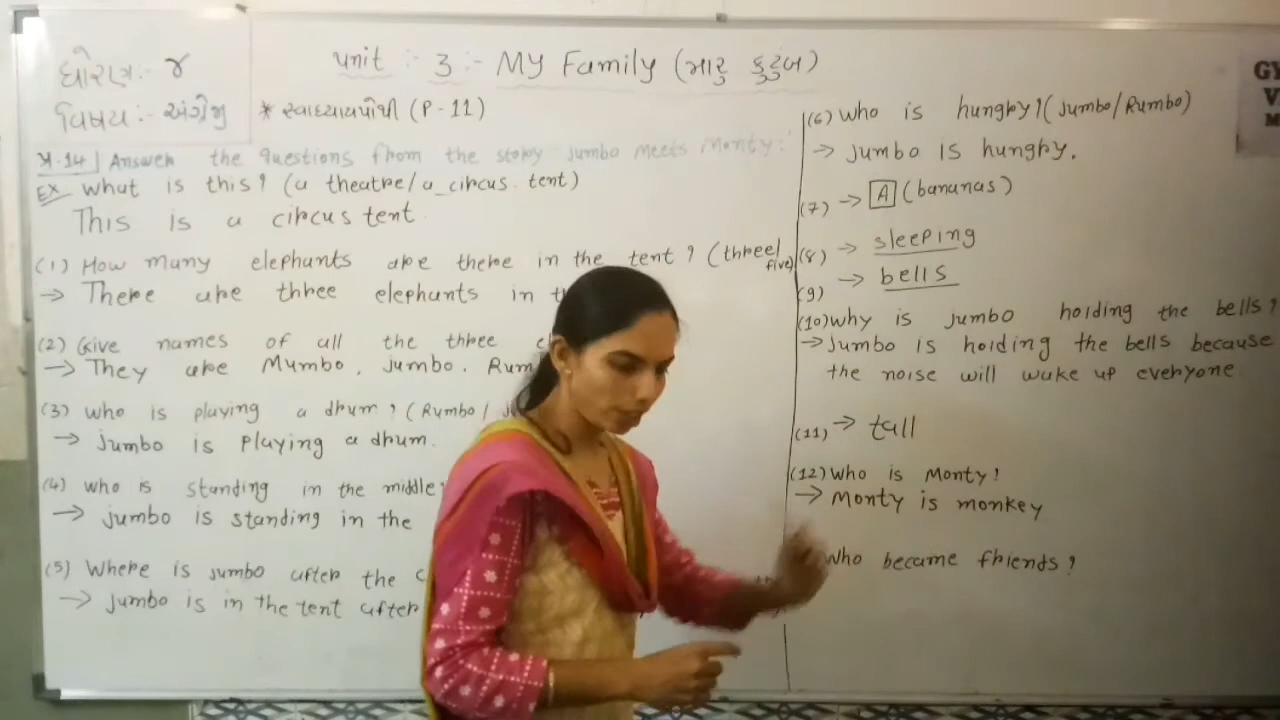 ધોરણ :- ૪
વિષય :- અંગ્રેજી
Unit :- 3 :- My Family (મારુ કુટુંબ)
* સ્વાધ્યાયપોથી (P-11)
પ્ર.14 Answer the questions from the story Jumbo meets Monty:
EX What is this? (a theatre/a circus tent)
This is a circus tent
(1) How many elephants are there in the tent? (three/
five)
→ There are three elephants in
(2) Give names of all the three
→ They are Mumbo, Jumbo. Rum
(3) Who is playing a drum? (Rumbo/
→ Jumbo is playing a drum.
(4) Who is standing in the middle
→ Jumbo is standing in the
(5) Where is Jumbo after the
→ Jumbo is in the tent after
(6) Who is hungry? (Jumbo/Rumbo)
→ Jumbo is hungry.
(7) → A (bananas)
(8) → sleeping
(9) → bells
(10) Why is Jumbo holding the bells?
→ Jumbo is holding the bells because
the noise will wake up everyone
(11) → tall
(12) Who is Monty?
→ Monty is monkey
Who became friends?